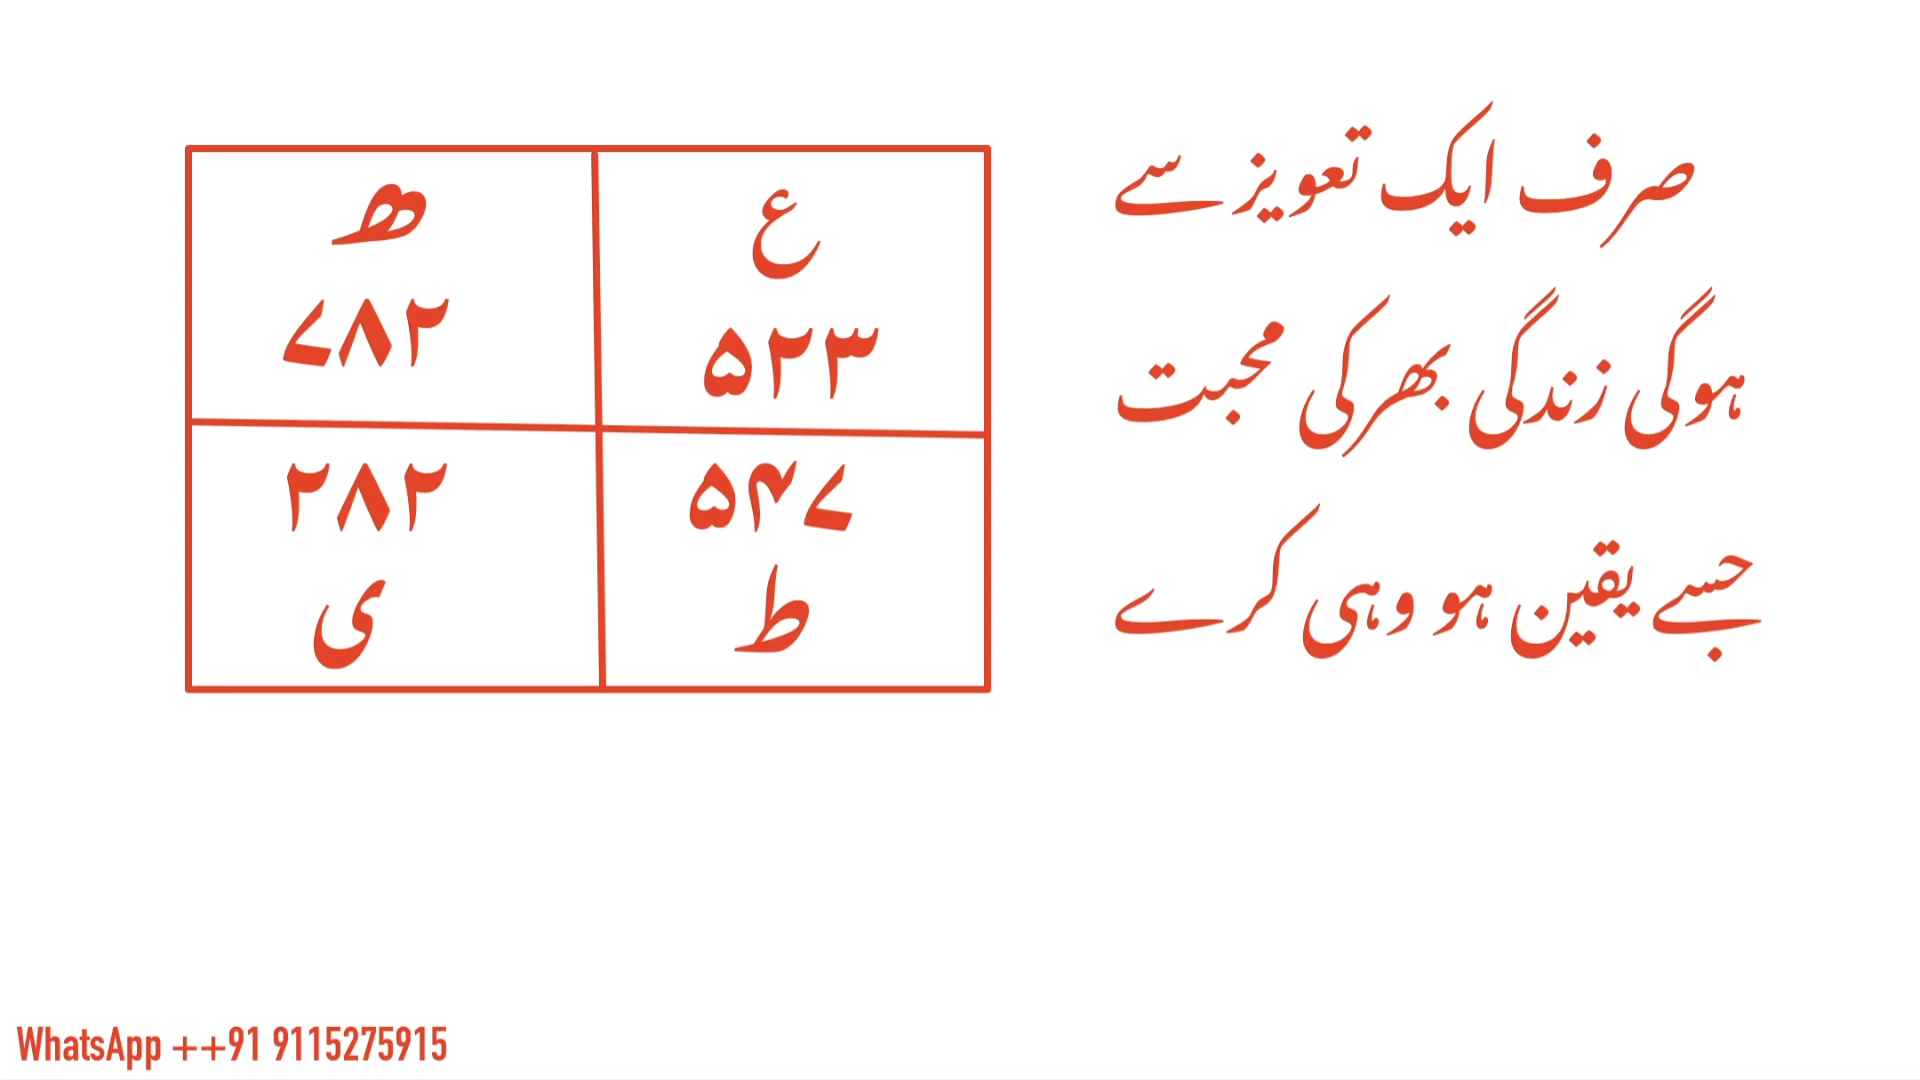 صرف ایک تعویز سے
ہوگی زندگی بھر کی محبت
جسے یقین ہو وہی کرے
ع
۵۲۳
ھ
۷۸۲
۵۴۷
ط
۲۸۲
ی
WhatsApp ++91 9115275915